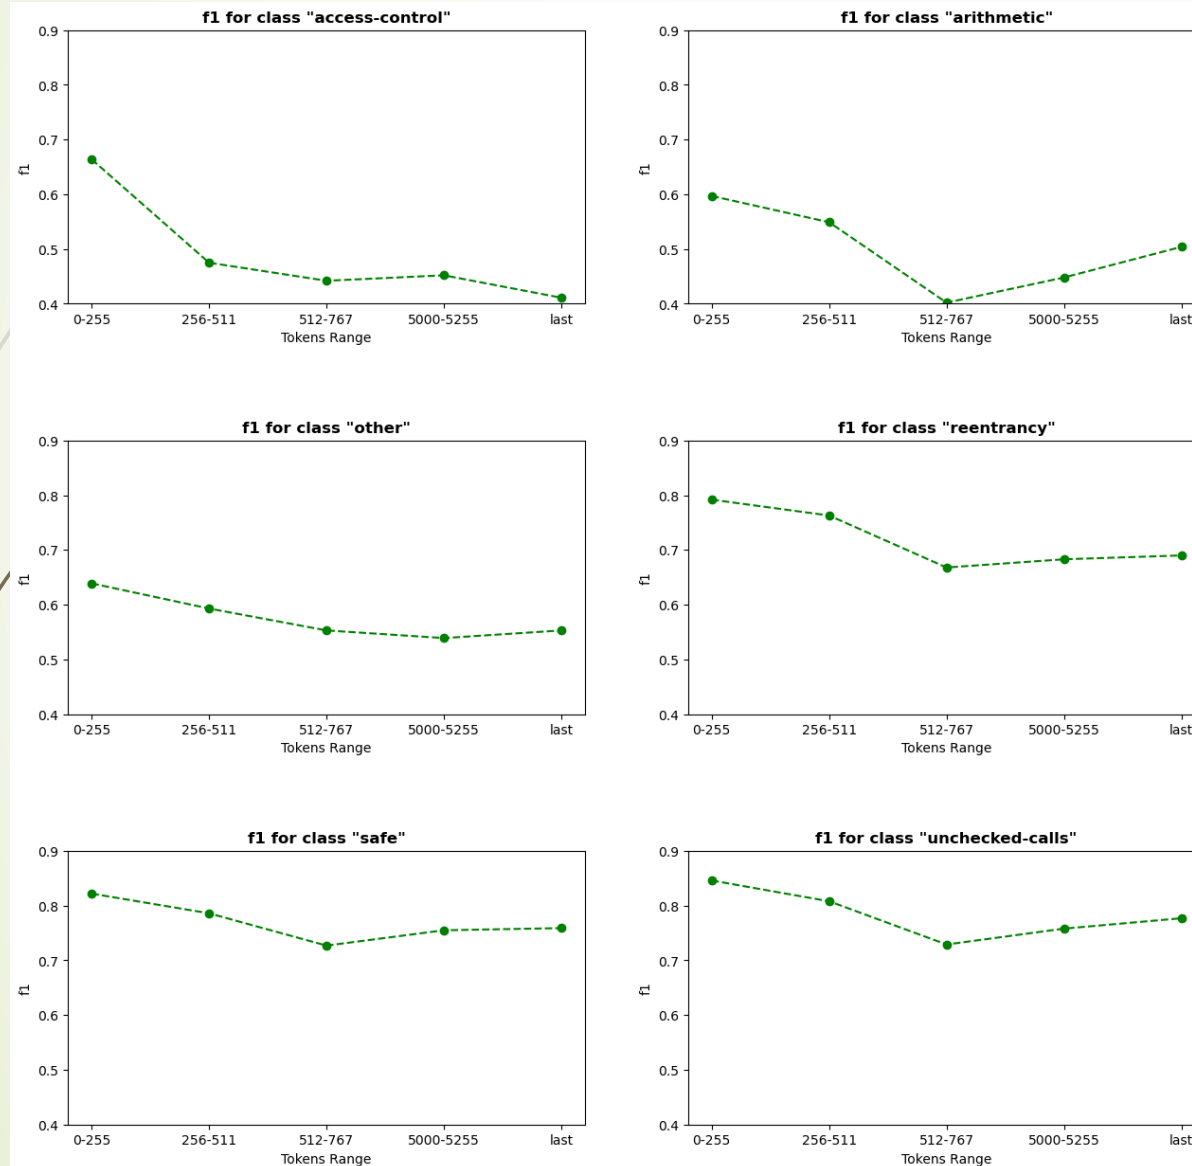 f1 for class "access-control"
0.9
0.8
0.7
0.6
0.5
0.4
f1
0-255 256-511 512-767 5000-5255 last
Tokens Range
f1 for class "arithmetic"
0.9
0.8
0.7
0.6
0.5
0.4
f1
0-255 256-511 512-767 5000-5255 last
Tokens Range
f1 for class "other"
0.9
0.8
0.7
0.6
0.5
0.4
f1
0-255 256-511 512-767 5000-5255 last
Tokens Range
f1 for class "reentrancy"
0.9
0.8
0.7
0.6
0.5
0.4
f1
0-255 256-511 512-767 5000-5255 last
Tokens Range
f1 for class "safe"
0.9
0.8
0.7
0.6
0.5
0.4
f1
0-255 256-511 512-767 5000-5255 last
Tokens Range
f1 for class "unchecked-calls"
0.9
0.8
0.7
0.6
0.5
0.4
f1
0-255 256-511 512-767 5000-5255 last
Tokens Range